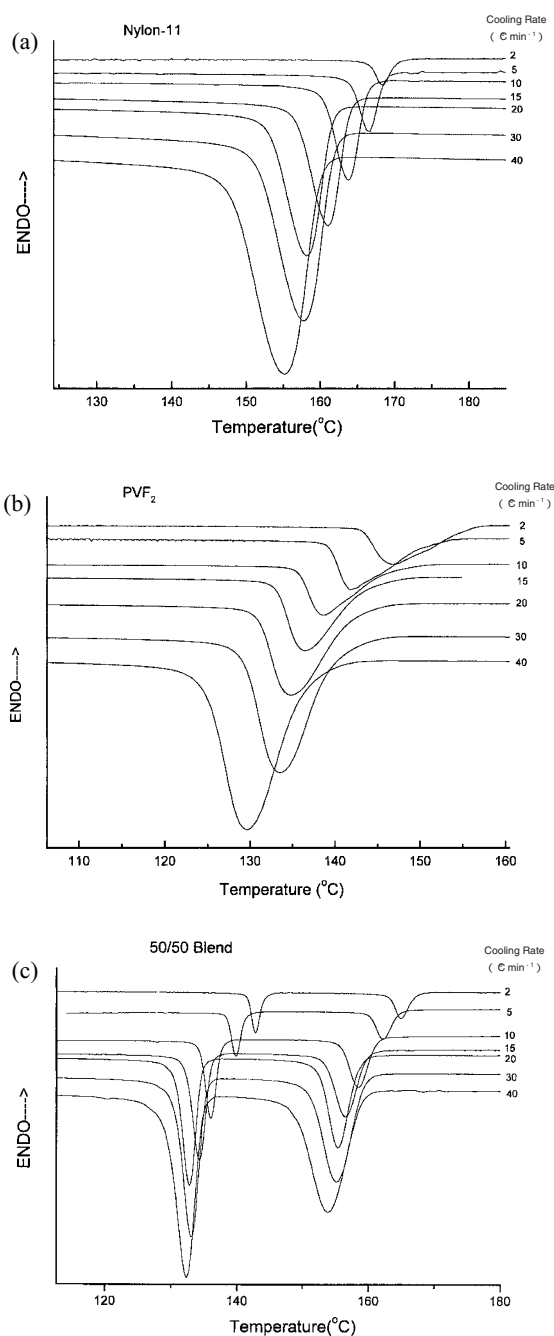 (a)
Nylon-11
Cooling Rate
( ℃ min⁻¹ )
2
5
10
15
20
30
40
ENDO---->
130 140 150 160 170 180
Temperature(°C)
(b)
PVF₂
Cooling Rate
( ℃ min⁻¹ )
2
5
10
15
20
30
40
ENDO----->
110 120 130 140 150 160
Temperature (°C)
(c)
50/50 Blend
Cooling Rate
( ℃ min⁻¹ )
2
5
10
15
20
30
40
ENDO---->
120 140 160 180
Temperature(°C)